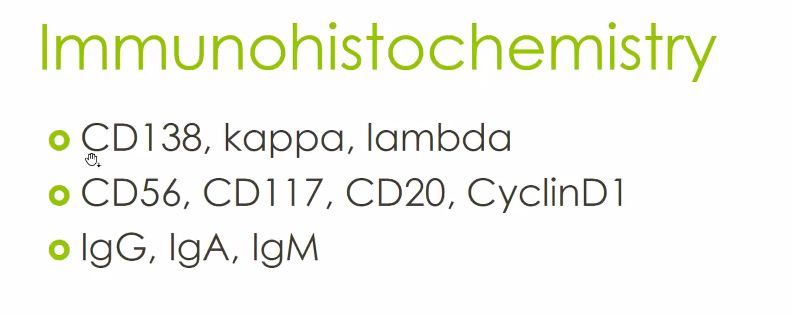 Immunohistochemistry
CD138, kappa, lambda
CD56, CD117, CD20, CyclinD1
IgG, IgA, IgM